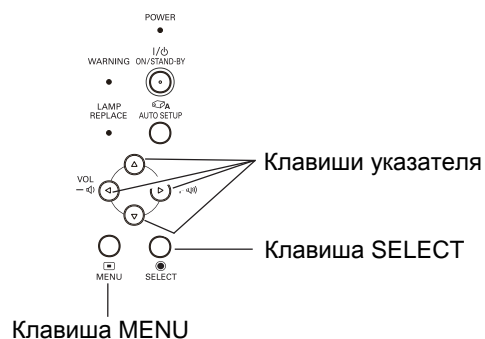 POWER
I/⏻
WARNING ON/STAND-BY
LAMP
REPLACE AUTO SETUP
A
VOL
−
+
MENU SELECT
Клавиши указателя
Клавиша SELECT
Клавиша MENU